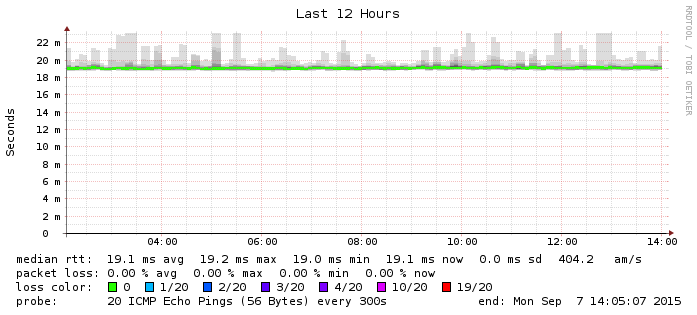 Last 12 Hours
RRDTOOL / TOBI OETIKER
Seconds
22 m
20 m
18 m
16 m
14 m
12 m
10 m
8 m
6 m
4 m
2 m
0
04:00 06:00 08:00 10:00 12:00 14:00
median rtt: 19.1 ms avg 19.2 ms max 19.0 ms min 19.1 ms now 0.0 ms sd 404.2 am/s
packet loss: 0.00 % avg 0.00 % max 0.00 % min 0.00 % now
loss color: 0 1/20 2/20 3/20 4/20 10/20 19/20
probe: 20 ICMP Echo Pings (56 Bytes) every 300s end: Mon Sep 7 14:05:07 2015